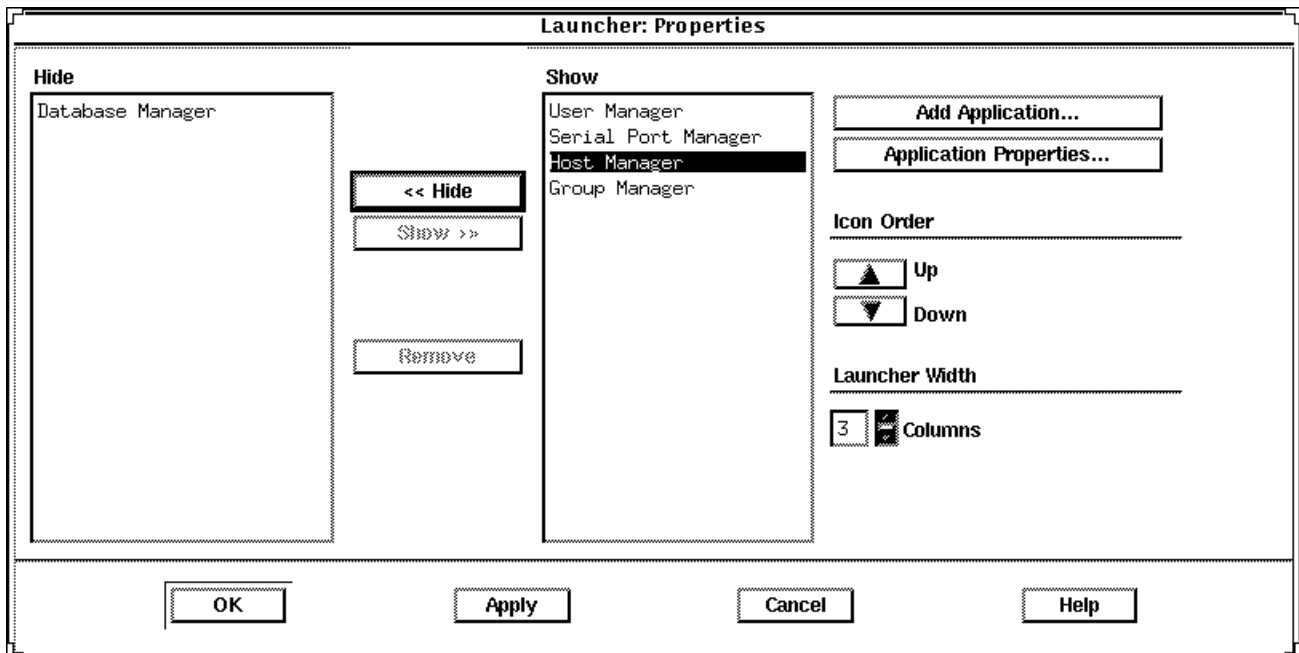 Launcher: Properties
Hide
Database Manager
<< Hide
Show >>
Remove
Show
User Manager
Serial Port Manager
Host Manager
Group Manager
Add Application...
Application Properties...
Icon Order
Up
Down
Launcher Width
3 Columns
OK Apply Cancel Help